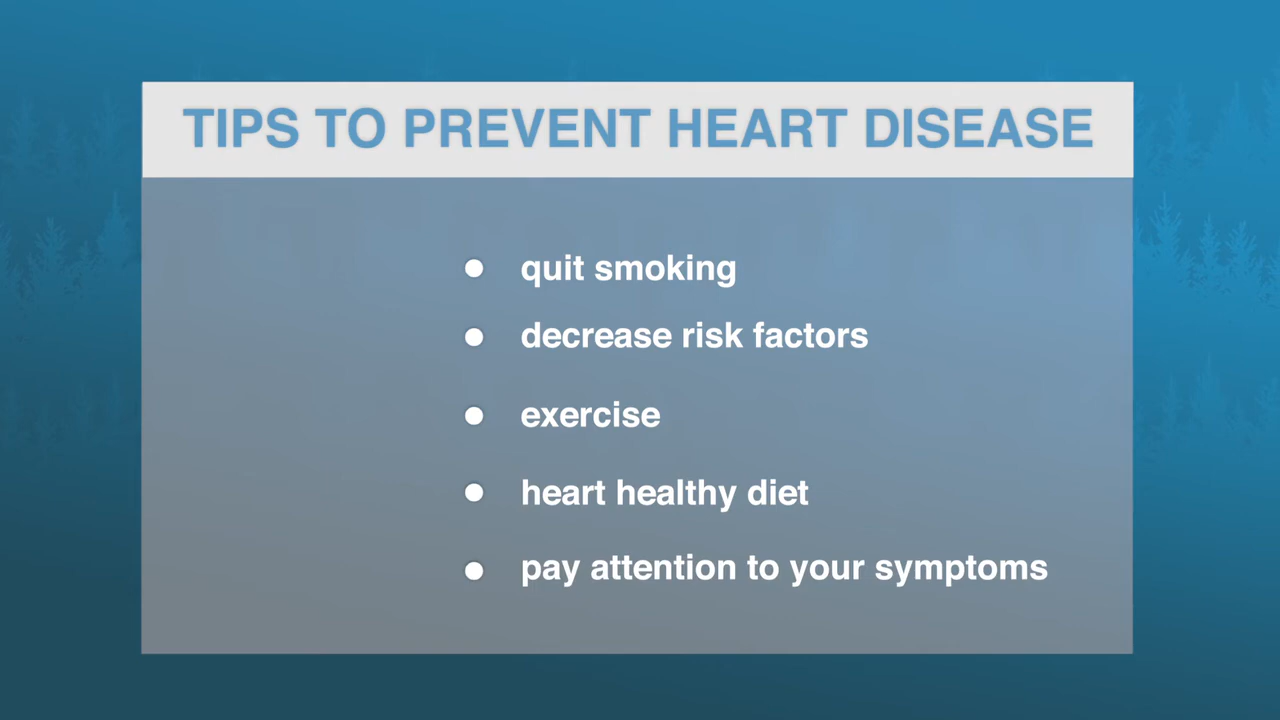 TIPS TO PREVENT HEART DISEASE
• quit smoking
• decrease risk factors
• exercise
• heart healthy diet
• pay attention to your symptoms